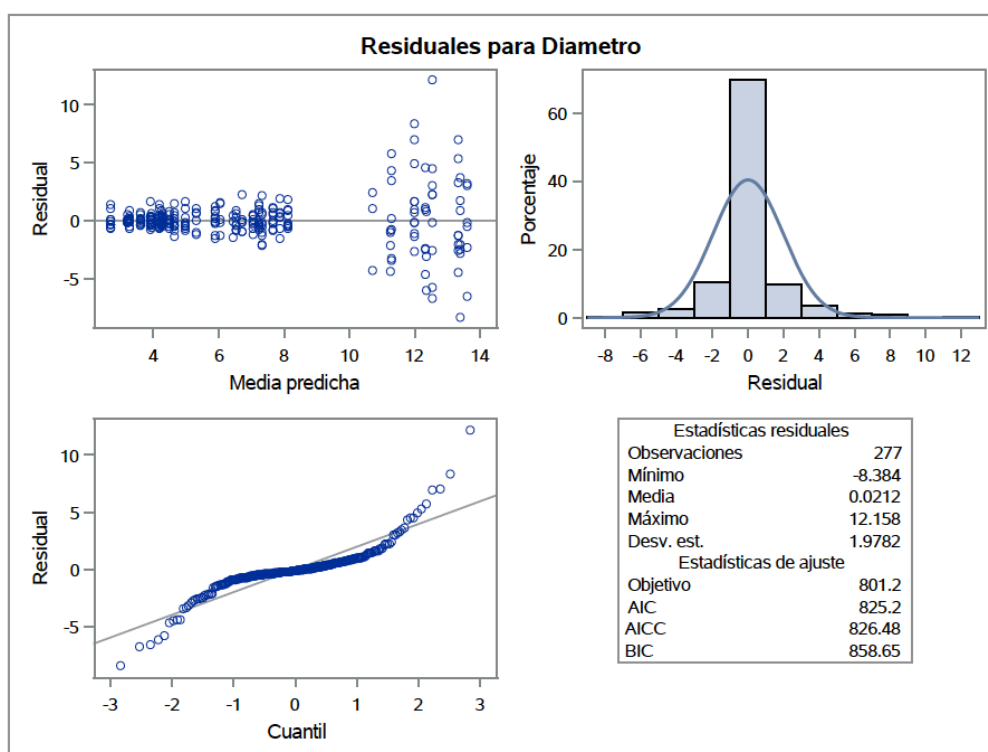 Residuales para Diametro
10
5
0
-5
Residual
4 6 8 10 12 14
Media predicha
60
40
20
0
Porcentaje
-8 -6 -4 -2 0 2 4 6 8 10 12
Residual
10
5
0
-5
Residual
-3 -2 -1 0 1 2 3
Cuantil
Estadísticas residuales
Observaciones 277
Mínimo -8.384
Media 0.0212
Máximo 12.158
Desv. est. 1.9782
Estadísticas de ajuste
Objetivo 801.2
AIC 825.2
AICC 826.48
BIC 858.65